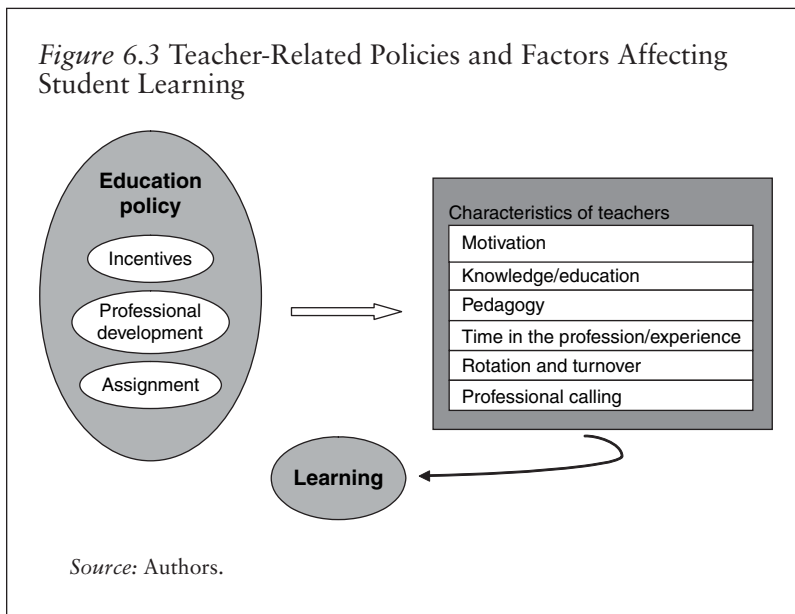 Figure 6.3 Teacher-Related Policies and Factors Affecting
Student Learning
Education
policy
Incentives
Professional
development
Assignment
Characteristics of teachers
Motivation
Knowledge/education
Pedagogy
Time in the profession/experience
Rotation and turnover
Professional calling
Learning
Source: Authors.